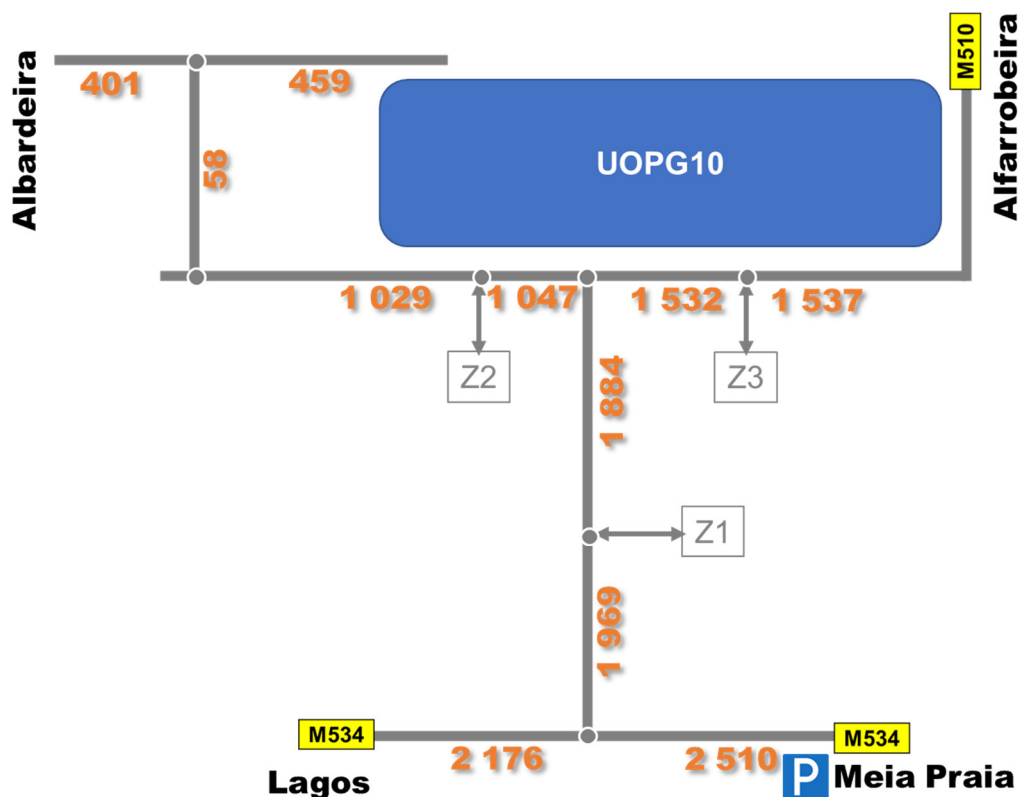 M510
Albardeira
Alfarrobeira
401
459
58
UOPG10
1 029
1 047
1 532
1 537
Z2
Z3
1 884
Z1
1 969
M534
2 176
2 510
M534
Lagos
P Meia Praia